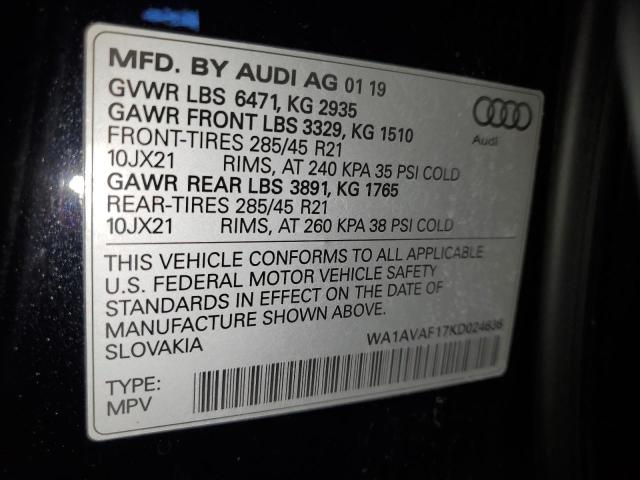 MFD. BY AUDI AG 01 19
GVWR LBS 6471, KG 2935
GAWR FRONT LBS 3329, KG 1510
FRONT-TIRES 285/45 R21
10JX21 RIMS, AT 240 KPA 35 PSI COLD
GAWR REAR LBS 3891, KG 1765
REAR-TIRES 285/45 R21
10JX21 RIMS, AT 260 KPA 38 PSI COLD
Audi
THIS VEHICLE CONFORMS TO ALL APPLICABLE
U.S. FEDERAL MOTOR VEHICLE SAFETY
STANDARDS IN EFFECT ON THE DATE OF
MANUFACTURE SHOWN ABOVE.
SLOVAKIA
WA1AVAF17KD024636
TYPE:
MPV